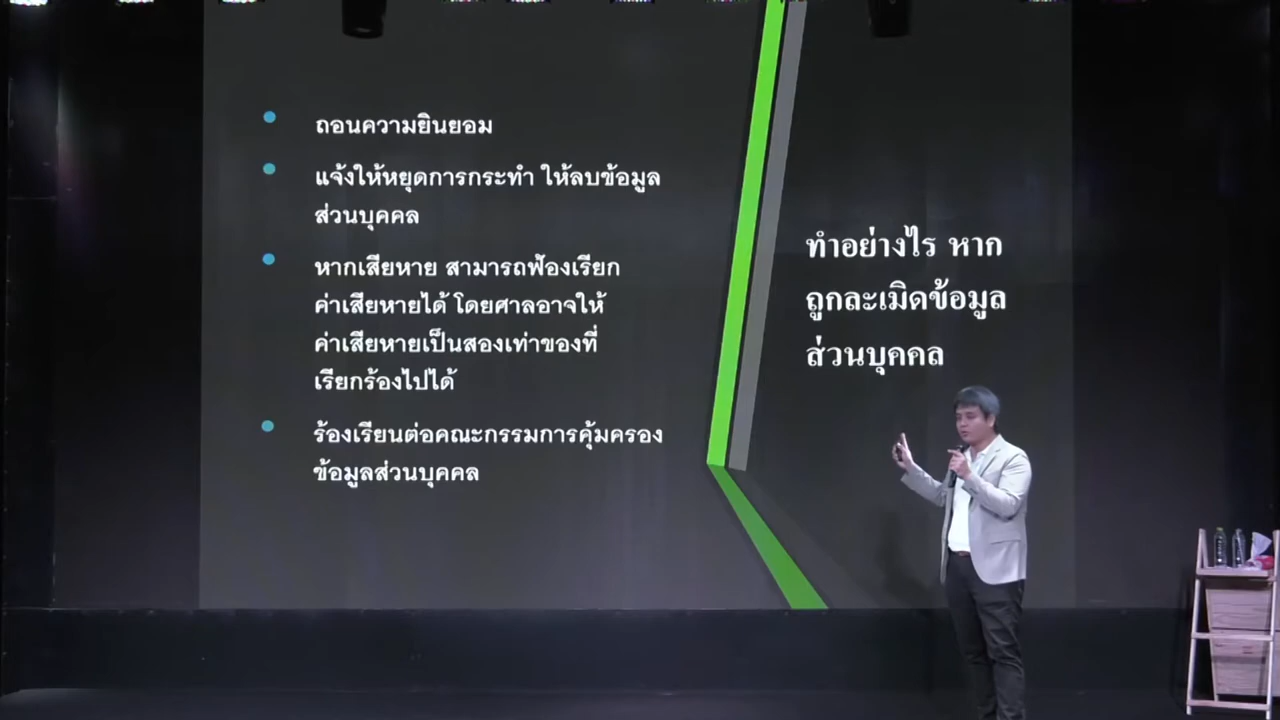 ถอนความยินยอม
แจ้งให้หยุดการกระทำ ให้ลบข้อมูล
ส่วนบุคคล
หากเสียหาย สามารถฟ้องเรียก
ค่าเสียหายได้ โดยศาลอาจให้
ค่าเสียหายเป็นสองเท่าของที่
เรียกร้องไปได้
ร้องเรียนต่อคณะกรรมการคุ้มครอง
ข้อมูลส่วนบุคคล
ทำอย่างไร หาก
ถูกละเมิดข้อมูล
ส่วนบุคคล